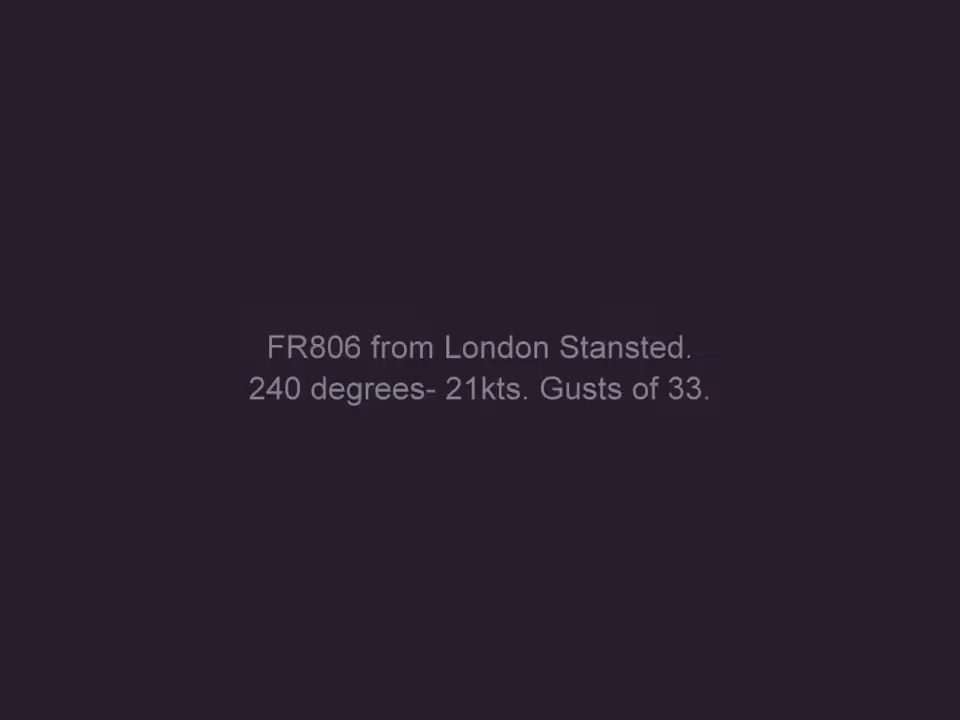 FR806 from London Stansted.
240 degrees- 21kts. Gusts of 33.